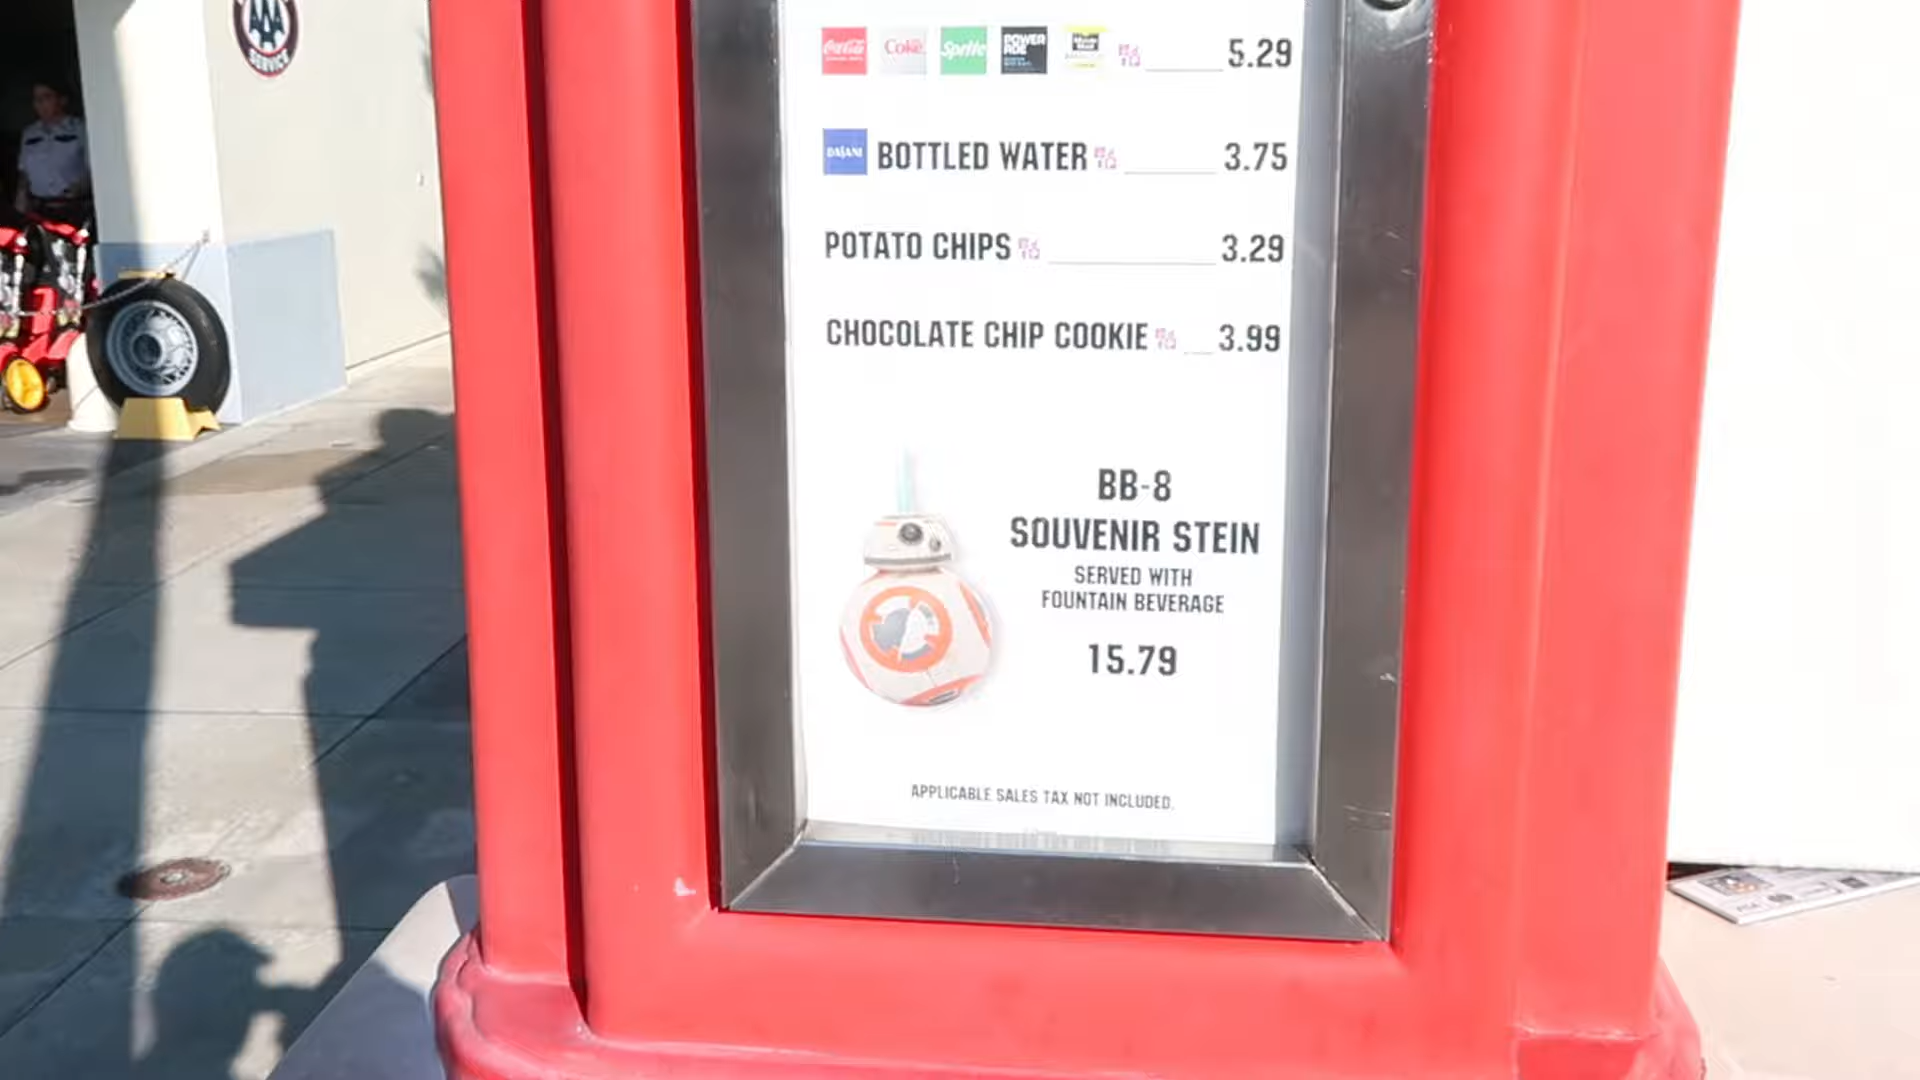 AAA
SERVICE
Coca-Cola Coke Sprite POWERADE Minute Maid 5.29
DASANI BOTTLED WATER 3.75
POTATO CHIPS 3.29
CHOCOLATE CHIP COOKIE 3.99
BB-8
SOUVENIR STEIN
SERVED WITH
FOUNTAIN BEVERAGE
15.79
APPLICABLE SALES TAX NOT INCLUDED.